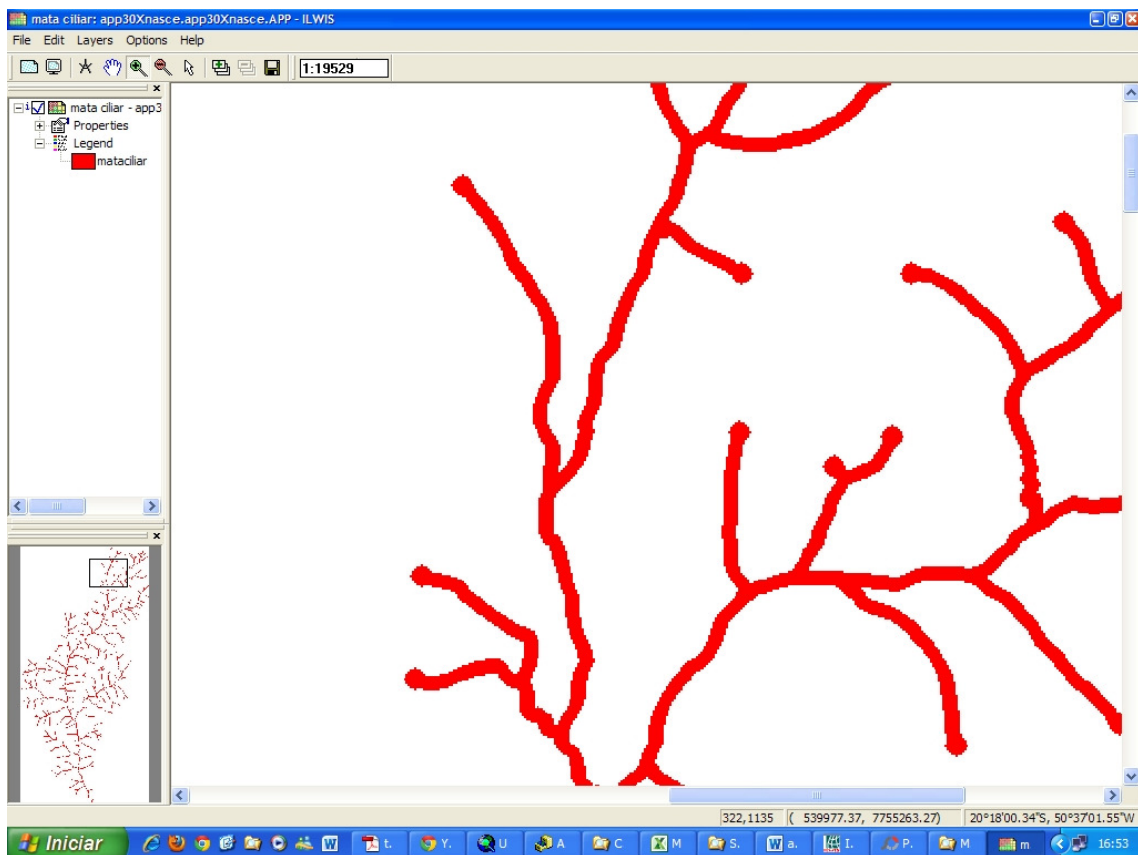 mata ciliar: app30Xnasce.app30Xnasce.APP - ILWIS
File Edit Layers Options Help
1:19529
mata ciliar - app3
Properties
Legend
mataciliar
322,1135 ( 539977.37, 7755263.27) 20°18'00.34"S, 50°37'01.55"W
Iniciar t. Y. U A C M S. a. I. P. M m 16:53